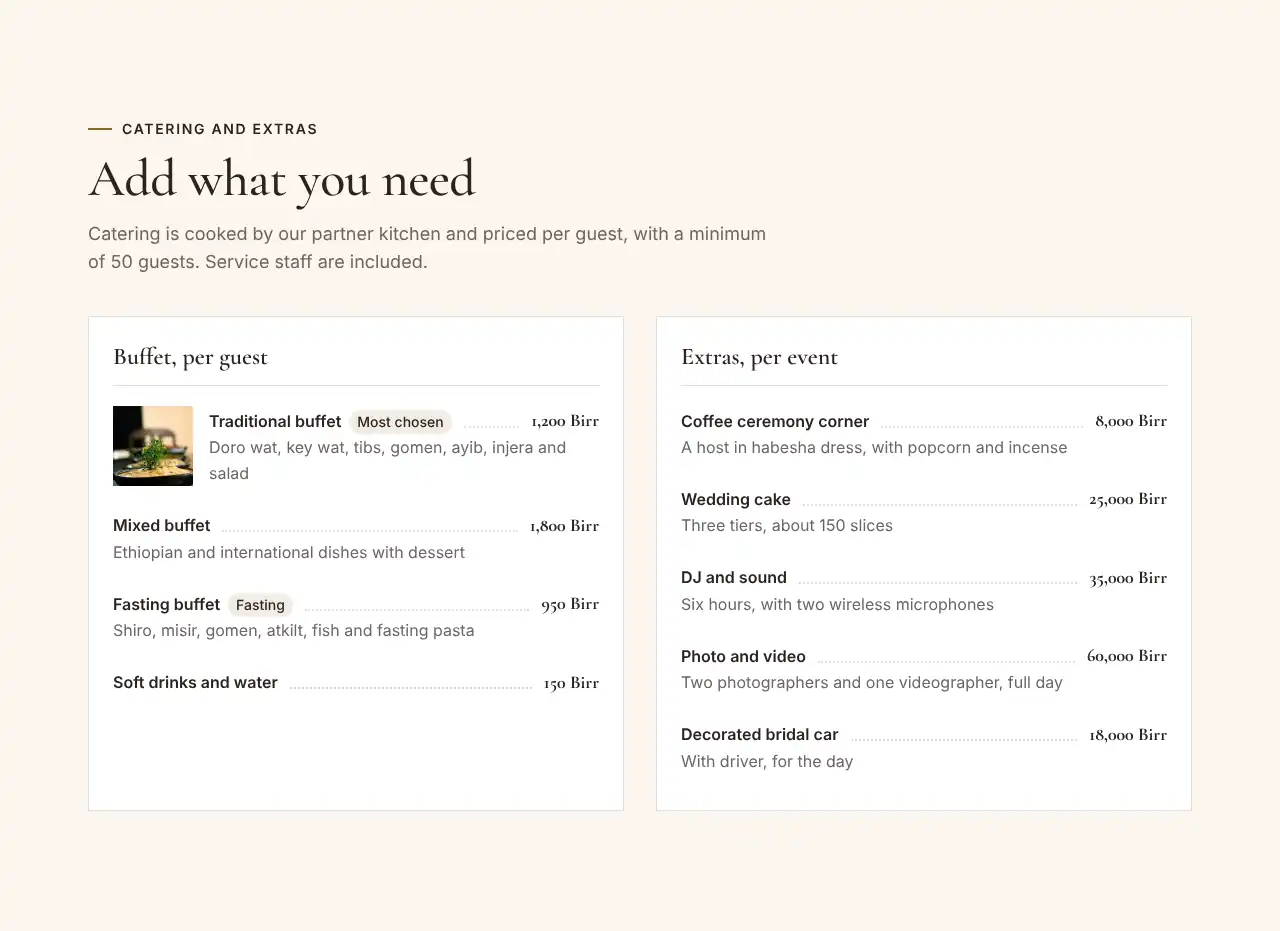 CATERING AND EXTRAS
Add what you need
Catering is cooked by our partner kitchen and priced per guest, with a minimum
of 50 guests. Service staff are included.
Buffet, per guest
Traditional buffet Most chosen 1,200 Birr
Doro wat, key wat, tibs, gomen, ayib, injera and
salad
Mixed buffet 1,800 Birr
Ethiopian and international dishes with dessert
Fasting buffet Fasting 950 Birr
Shiro, misir, gomen, atkilt, fish and fasting pasta
Soft drinks and water 150 Birr
Extras, per event
Coffee ceremony corner 8,000 Birr
A host in habesha dress, with popcorn and incense
Wedding cake 25,000 Birr
Three tiers, about 150 slices
DJ and sound 35,000 Birr
Six hours, with two wireless microphones
Photo and video 60,000 Birr
Two photographers and one videographer, full day
Decorated bridal car 18,000 Birr
With driver, for the day